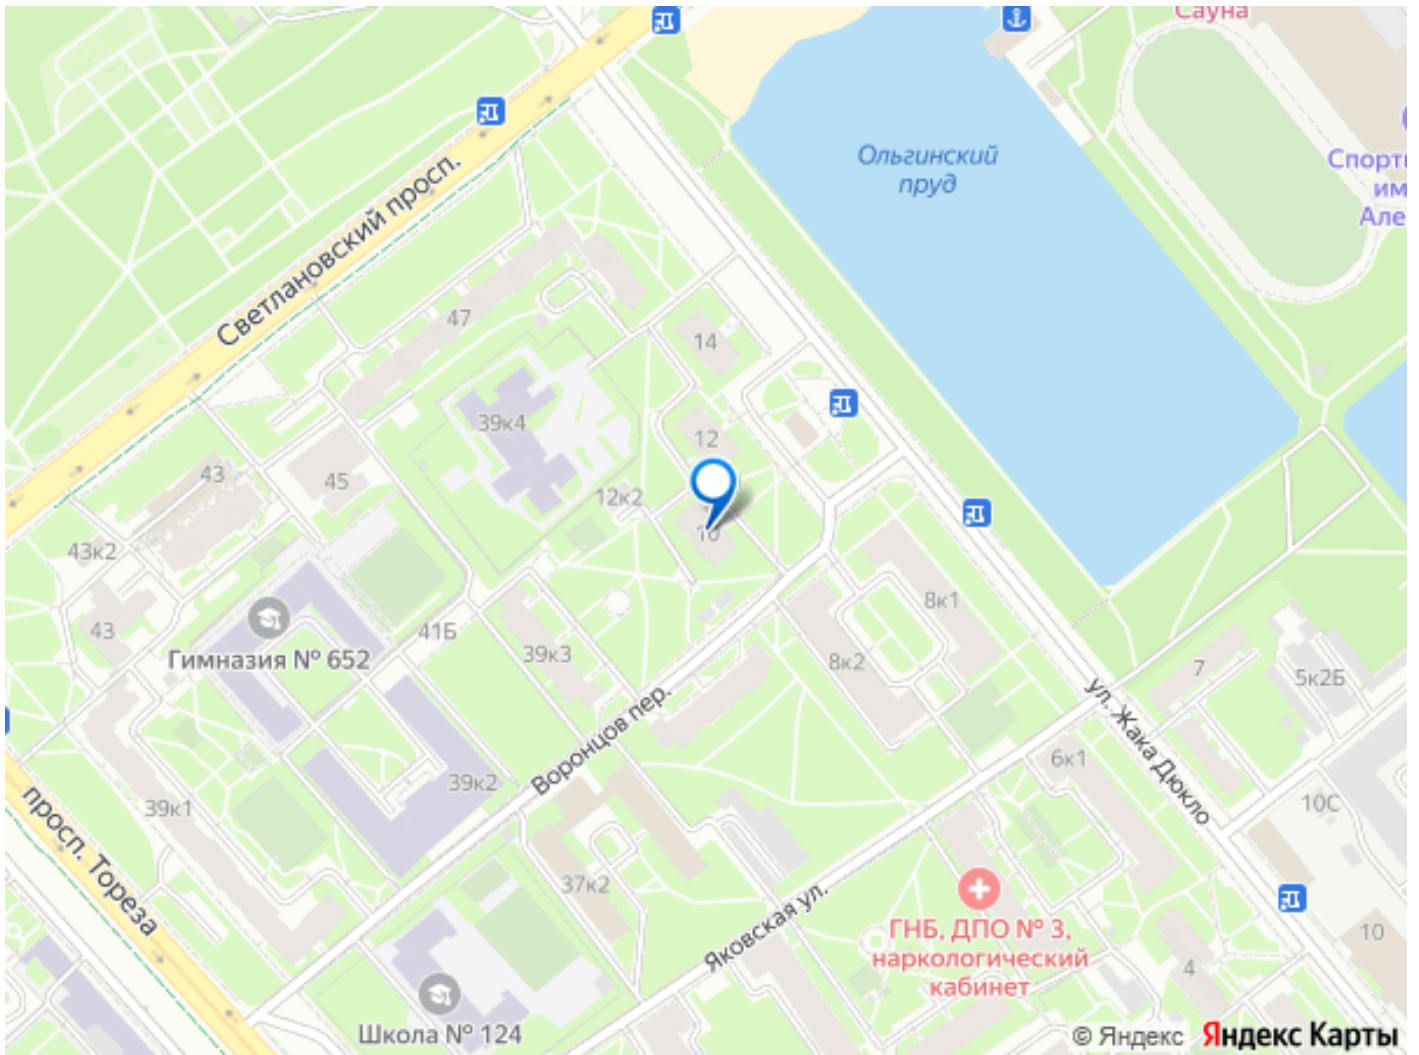 Сауна
Ольгинский
пруд
Спорт
им
Але
Светлановский просп.
47
14
39к4
12
43
45
12к2
10
43к2
8к1
43
41Б
Гимназия № 652
39к3
8к2
7
5к2Б
Воронцов пер.
ул. Жака Дюкло
6к1
39к2
39к1
10С
просп. Тореза
37к2
Яковская ул.
ГНБ, ДПО № 3,
наркологический
кабинет
10
4
Школа № 124
© Яндекс Яндекс Карты